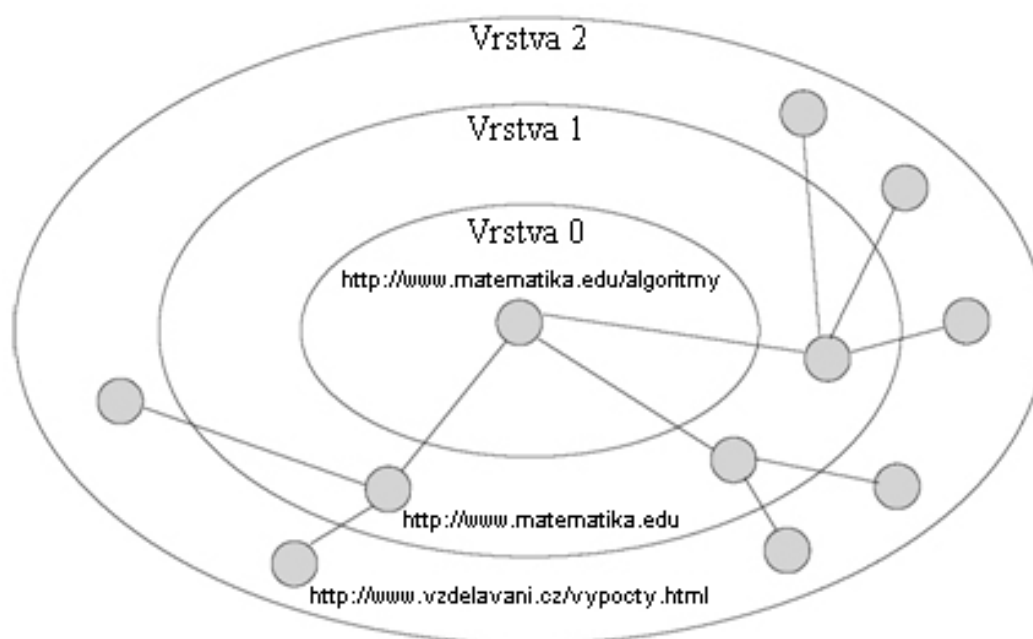 Vrstva 2
Vrstva 1
Vrstva 0
http://www.matematika.edu/algoritmy
http://www.matematika.edu
http://www.vzdelavani.cz/vypocty.html